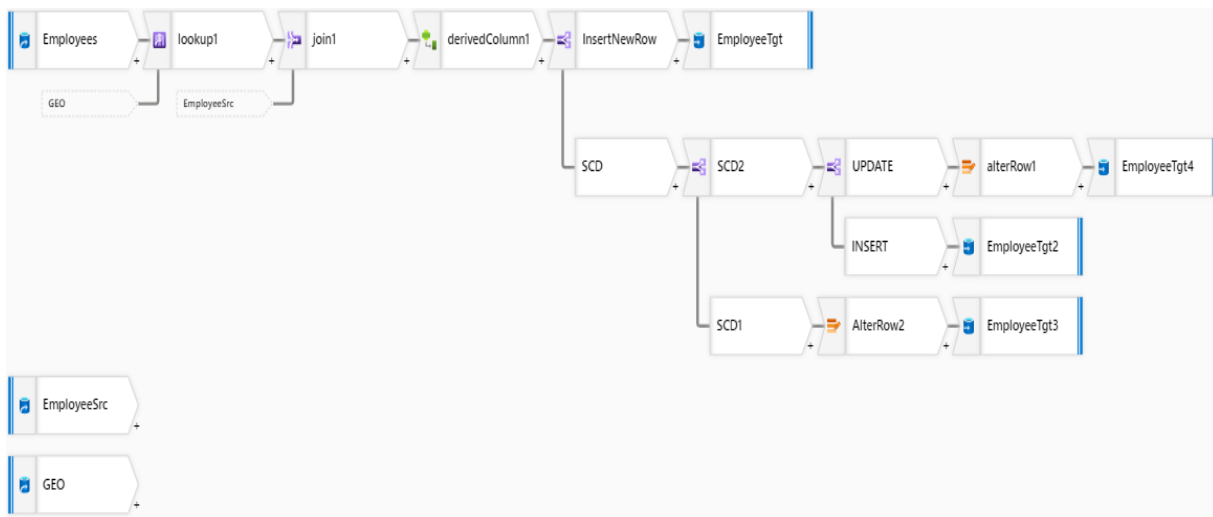 Employees
lookup1
join1
derivedColumn1
InsertNewRow
EmployeeTgt
+
+
+
+
+
GEO
EmployeeSrc
SCD
SCD2
UPDATE
alterRow1
EmployeeTgt4
+
+
+
+
INSERT
EmployeeTgt2
+
SCD1
AlterRow2
EmployeeTgt3
+
+
EmployeeSrc
+
GEO
+